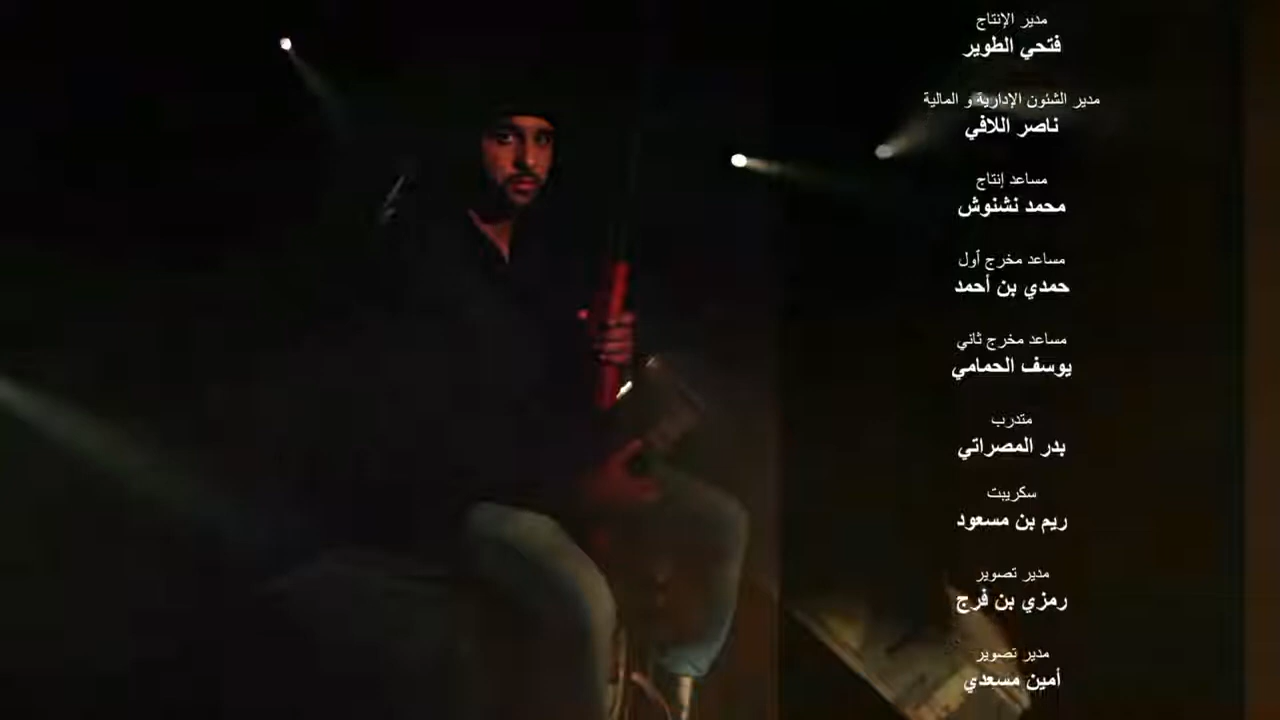 مدير الإنتاج
فتحي الطوير
مدير الشئون الإدارية و المالية
ناصر اللافي
مساعد إنتاج
محمد نشنوش
مساعد مخرج أول
حمدي بن أحمد
مساعد مخرج ثاني
يوسف الحمامي
متدرب
بدر المصراتي
سكريبت
ريم بن مسعود
مدير تصوير
رمزي بن فرج
مدير تصوير
أمين مسعدي